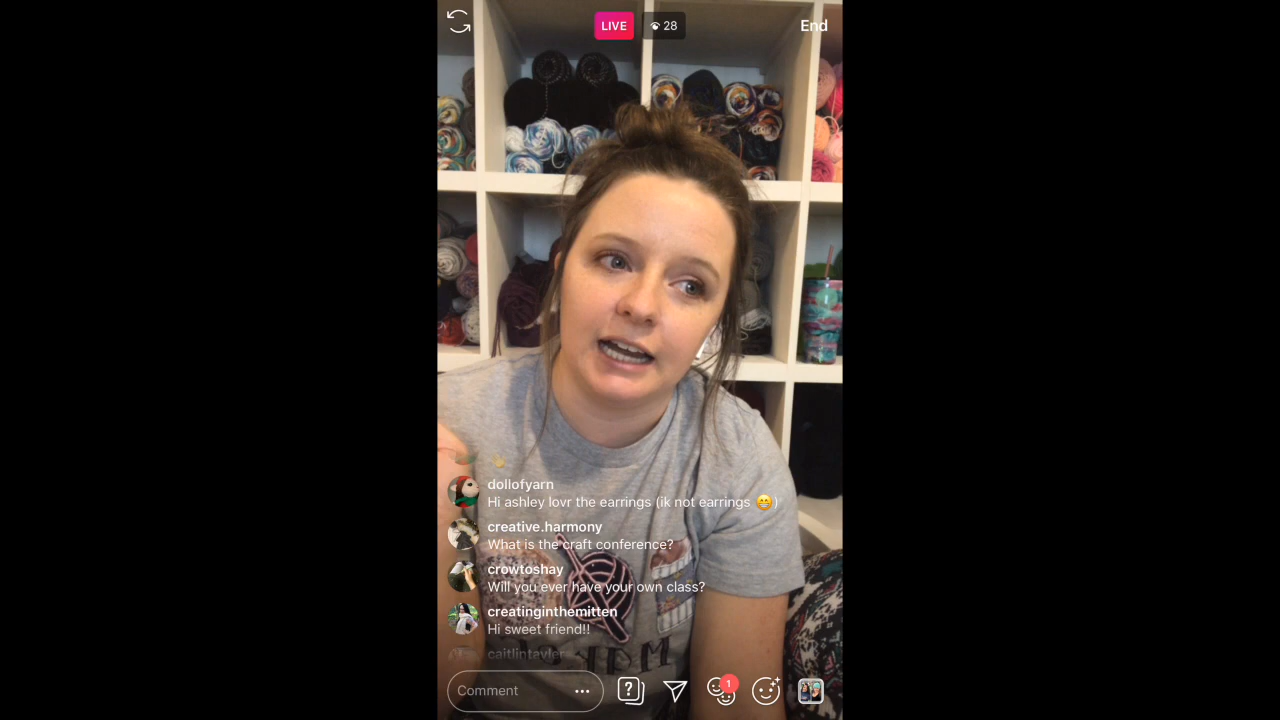 LIVE
28
End
dollofyarn
Hi ashley lovr the earrings (ik not earrings 😁)
creative.harmony
What is the craft conference?
crowtoshay
Will you ever have your own class?
creatinginthemitten
Hi sweet friend!!
Comment
1